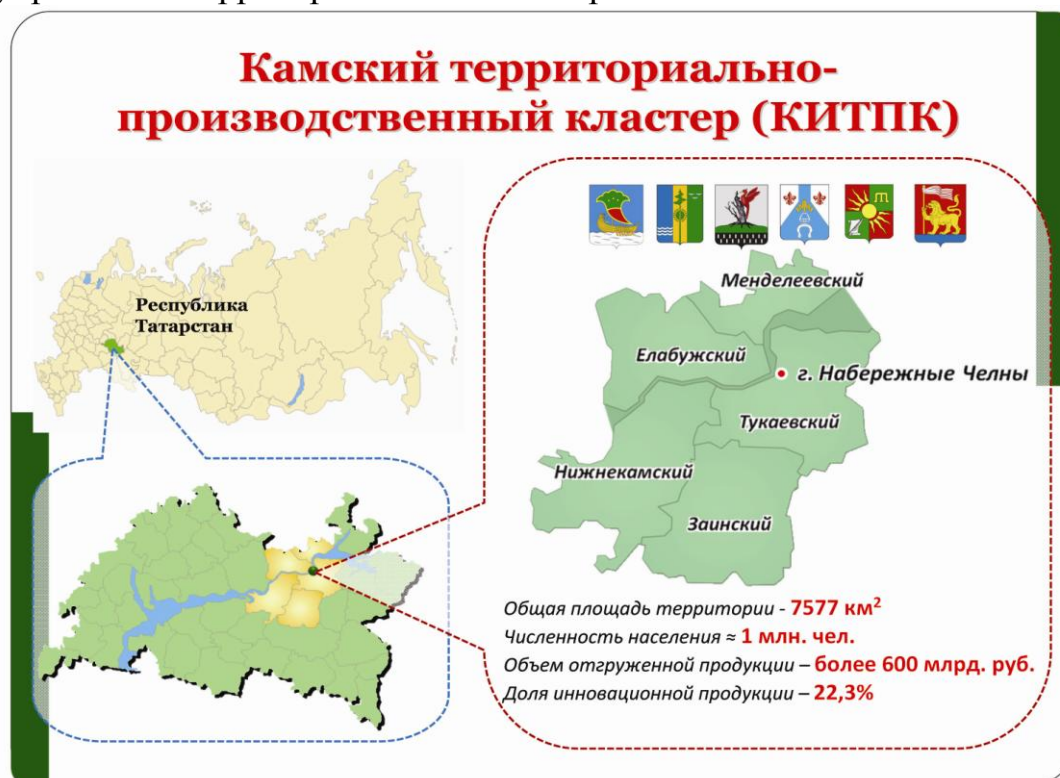 Камский территориально-
производственный кластер (КИТПК)
Республика
Татарстан
Менделеевский
Елабужский
г. Набережные Челны
Тукаевский
Нижнекамский
Заинский
Общая площадь территории - 7577 км²
Численность населения ≈ 1 млн. чел.
Объем отгруженной продукции – более 600 млрд. руб.
Доля инновационной продукции – 22,3%